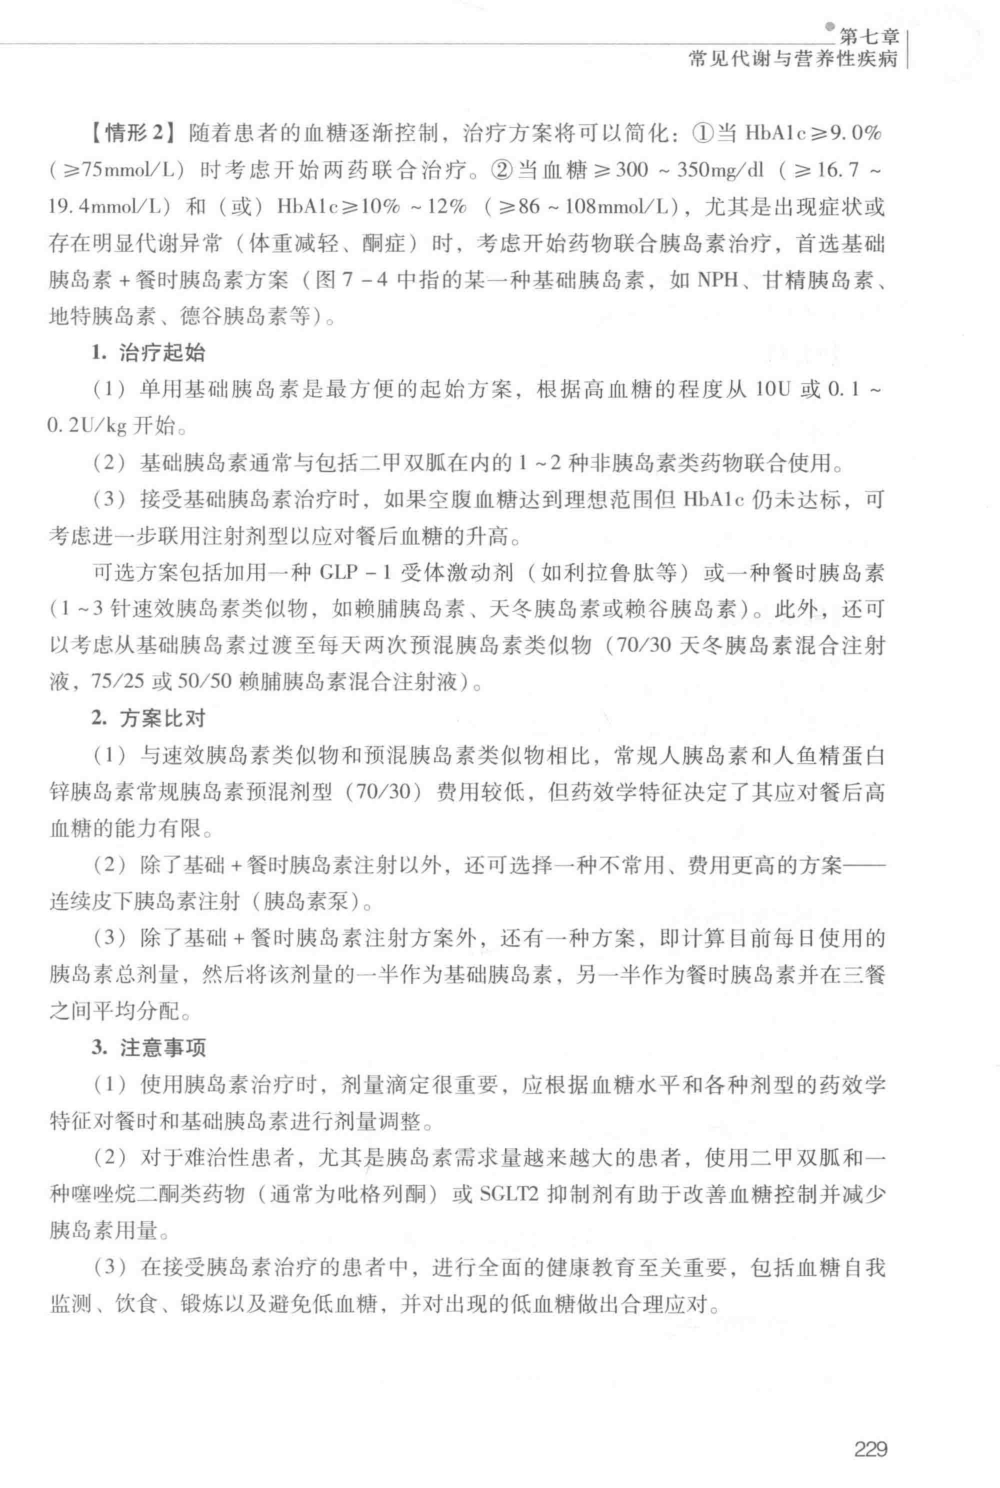 第七章
常见代谢与营养性疾病
【情形2】随着患者的血糖逐渐控制，治疗方案将可以简化：①当 HbA1c≥9.0%
（≥75mmol/L）时考虑开始两药联合治疗。②当血糖≥300～350mg/dl（≥16.7～
19.4mmol/L）和（或）HbA1c≥10%～12%（≥86～108mmol/L），尤其是出现症状或
存在明显代谢异常（体重减轻、酮症）时，考虑开始药物联合胰岛素治疗，首选基础
胰岛素+餐时胰岛素方案（图7-4中指的某一种基础胰岛素，如 NPH、甘精胰岛素、
地特胰岛素、德谷胰岛素等）。
1. 治疗起始
（1）单用基础胰岛素是最方便的起始方案，根据高血糖的程度从 10U 或 0.1～
0.2U/kg 开始。
（2）基础胰岛素通常与包括二甲双胍在内的1～2种非胰岛素类药物联合使用。
（3）接受基础胰岛素治疗时，如果空腹血糖达到理想范围但 HbA1c 仍未达标，可
考虑进一步联用注射剂型以应对餐后血糖的升高。
可选方案包括加用一种 GLP-1 受体激动剂（如利拉鲁肽等）或一种餐时胰岛素
（1～3针速效胰岛素类似物，如赖脯胰岛素、天冬胰岛素或赖谷胰岛素）。此外，还可
以考虑从基础胰岛素过渡至每天两次预混胰岛素类似物（70/30 天冬胰岛素混合注射
液，75/25 或 50/50 赖脯胰岛素混合注射液）。
2. 方案比对
（1）与速效胰岛素类似物和预混胰岛素类似物相比，常规人胰岛素和人鱼精蛋白
锌胰岛素常规胰岛素预混剂型（70/30）费用较低，但药效学特征决定了其应对餐后高
血糖的能力有限。
（2）除了基础+餐时胰岛素注射以外，还可选择一种不常用、费用更高的方案——
连续皮下胰岛素注射（胰岛素泵）。
（3）除了基础+餐时胰岛素注射方案外，还有一种方案，即计算目前每日使用的
胰岛素总剂量，然后将该剂量的一半作为基础胰岛素，另一半作为餐时胰岛素并在三餐
之间平均分配。
3. 注意事项
（1）使用胰岛素治疗时，剂量滴定很重要，应根据血糖水平和各种剂型的药效学
特征对餐时和基础胰岛素进行剂量调整。
（2）对于难治性患者，尤其是胰岛素需求量越来越大的患者，使用二甲双胍和一
种噻唑烷二酮类药物（通常为吡格列酮）或 SGLT2 抑制剂有助于改善血糖控制并减少
胰岛素用量。
（3）在接受胰岛素治疗的患者中，进行全面的健康教育至关重要，包括血糖自我
监测、饮食、锻炼以及避免低血糖，并对出现的低血糖做出合理应对。
229